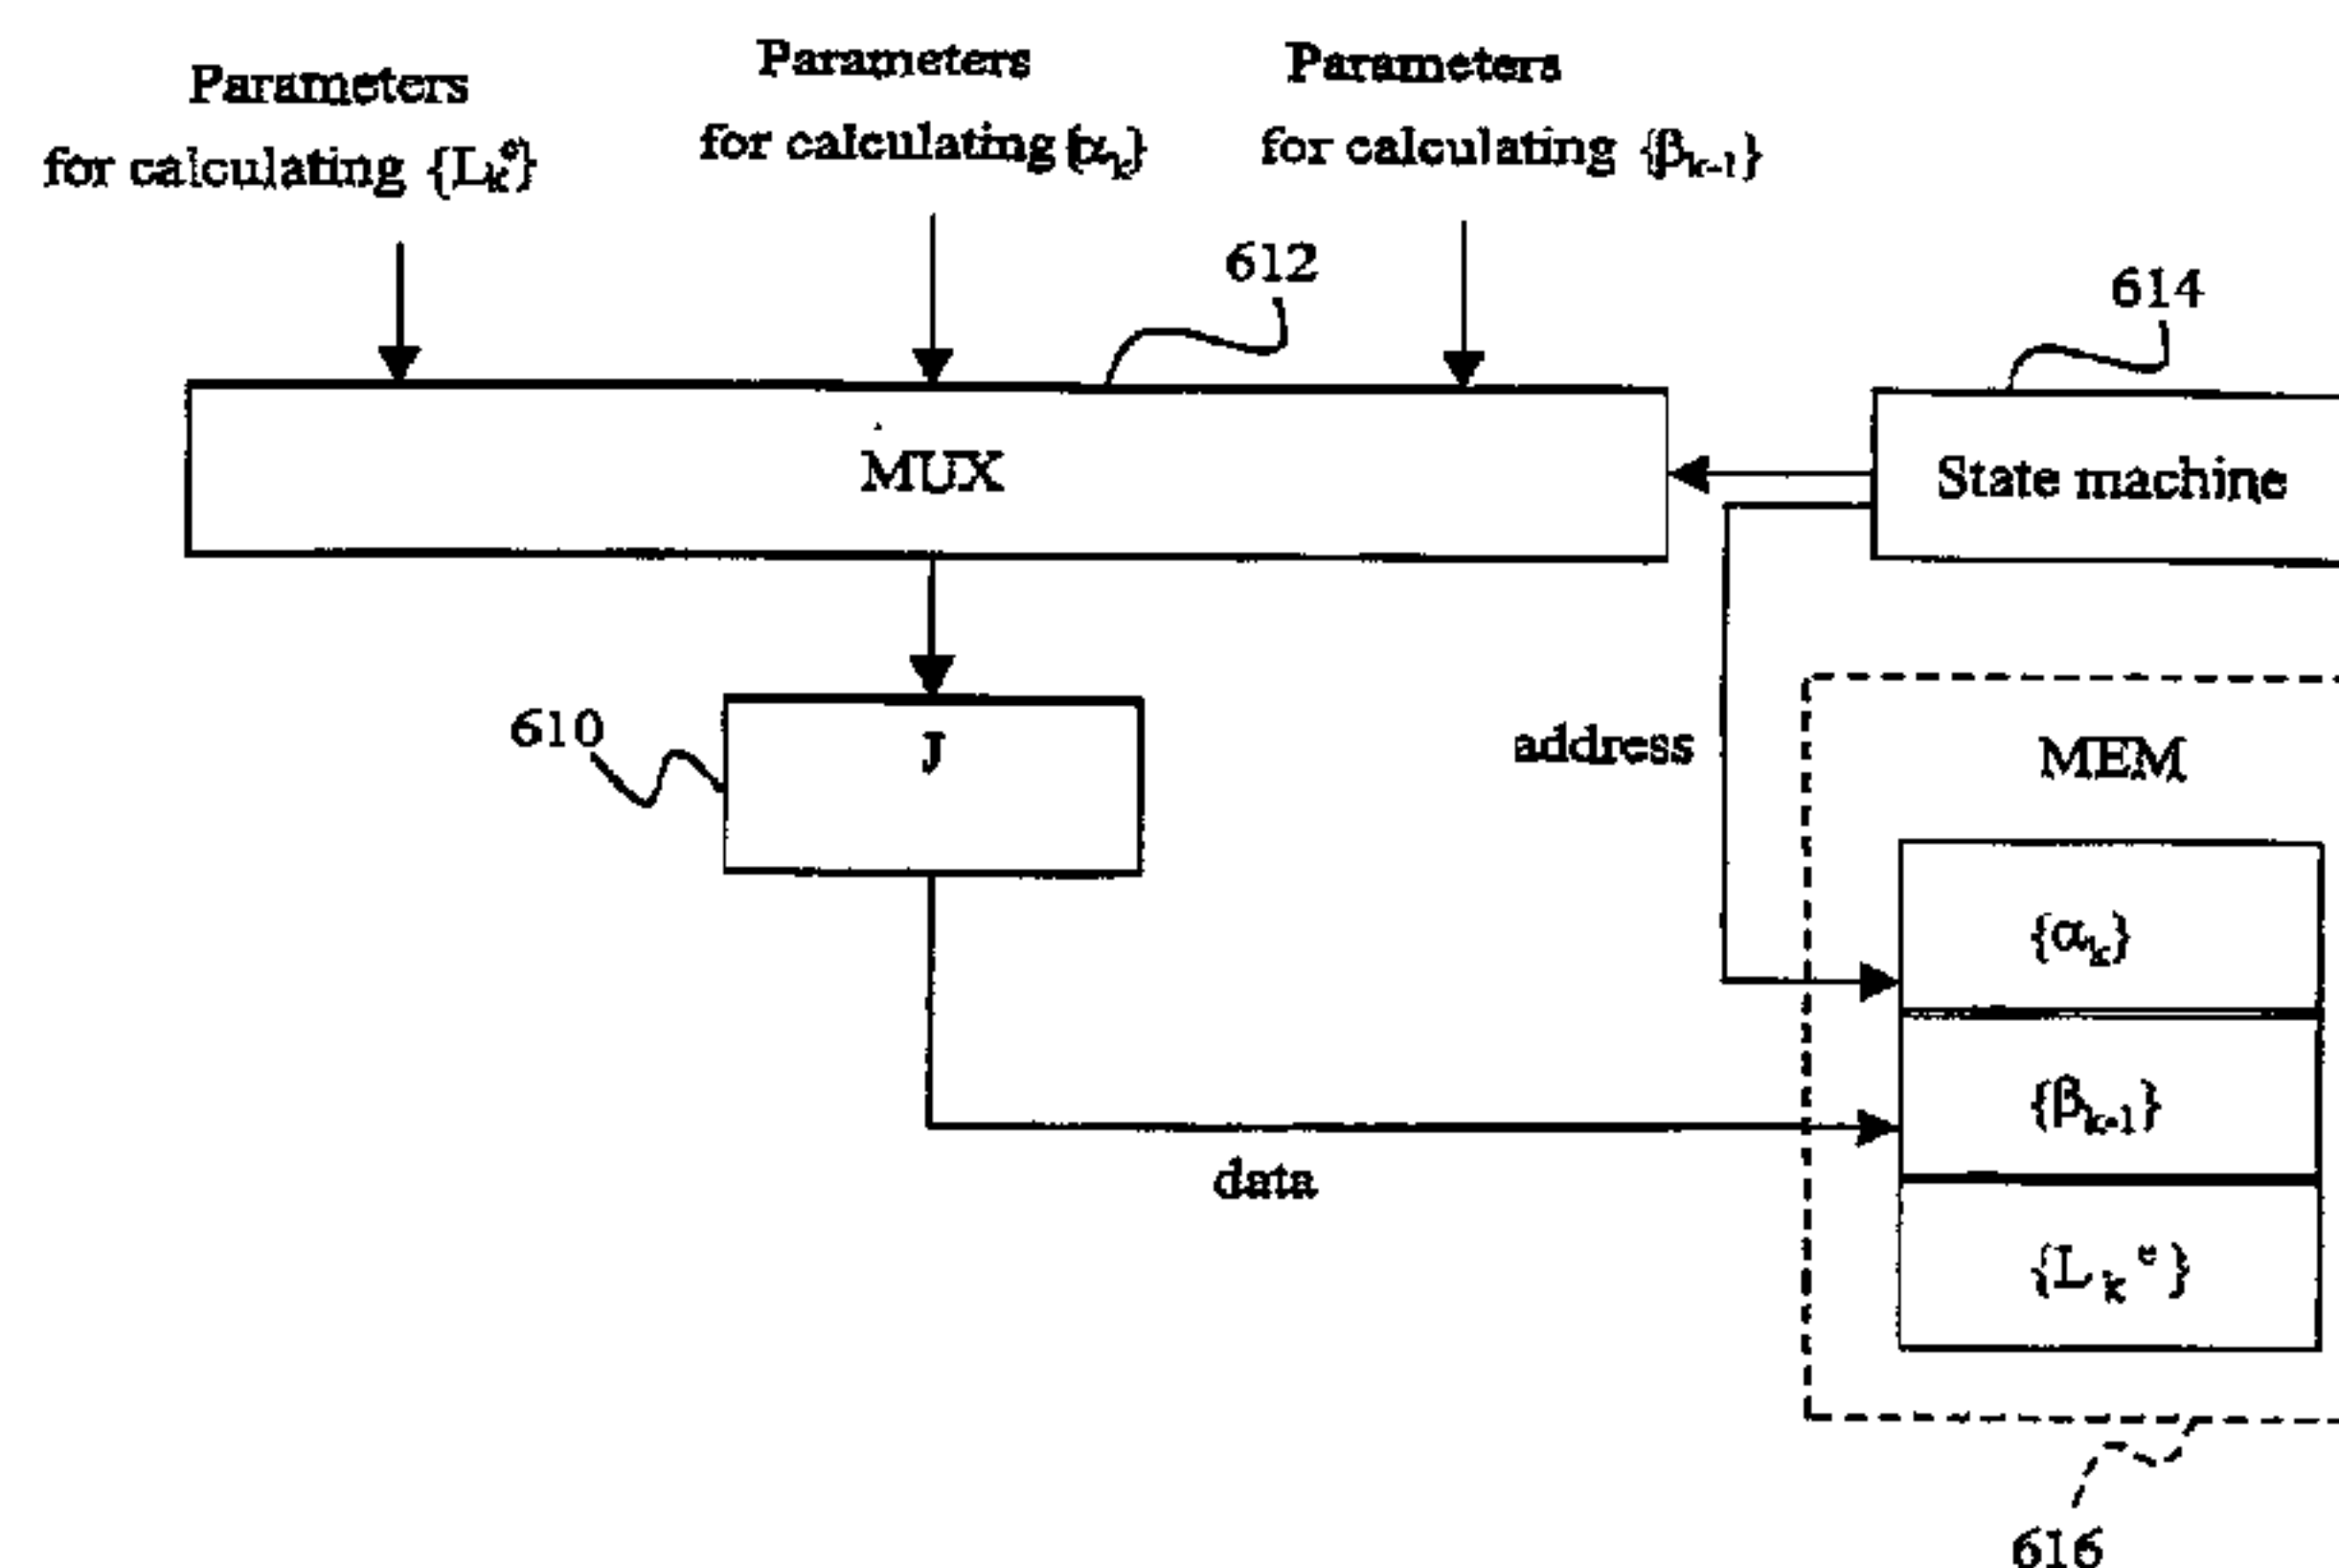 Parameters
for calculating {Lₖᵉ}
Parameters
for calculating {αₖ}
Parameters
for calculating {βₖ₋₁}
612
614
MUX
State machine
610
J
address
MEM
{αₖ}
{βₖ₋₁}
data
{Lₖᵉ}
616